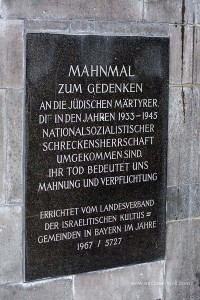 MAHNMAL
ZUM GEDENKEN
AN DIE JÜDISCHEN MÄRTYRER,
DIE IN DEN JAHREN 1933-1945
NATIONALSOZIALISTISCHER
SCHRECKENSHERRSCHAFT
UMGEKOMMEN SIND
IHR TOD BEDEUTET UNS
MAHNUNG UND VERPFLICHTUNG
ERRICHTET VOM LANDESVERBAND
DER ISRAELITISCHEN KULTUS=
GEMEINDEN IN BAYERN IM JAHRE
1967 / 5727